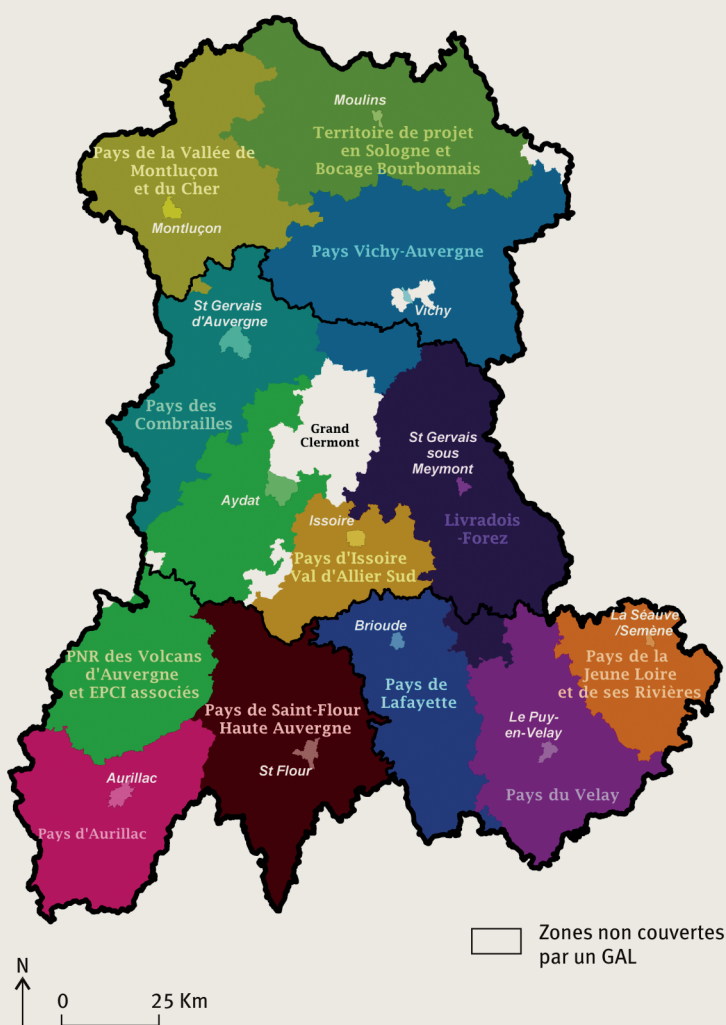 Moulins
Territoire de projet
en Sologne et
Bocage Bourbonnais
Pays de la Vallée de
Montluçon
et du Cher
Montluçon
Pays Vichy-Auvergne
Vichy
St Gervais
d'Auvergne
Pays des
Combrailles
Grand
Clermont
St Gervais
sous
Meymont
Aydat
Issoire
Livradois
-Forez
Pays d'Issoire
Val d'Allier Sud
La Séauve
/Semène
Brioude
PNR des Volcans
d'Auvergne
et EPCI associés
Pays de la
Jeune Loire
et de ses Rivières
Pays de
Lafayette
Pays de Saint-Flour
Haute Auvergne
Le Puy-
en-Velay
St Flour
Aurillac
Pays du Velay
Pays d'Aurillac
Zones non couvertes
par un GAL
N
0 25 Km